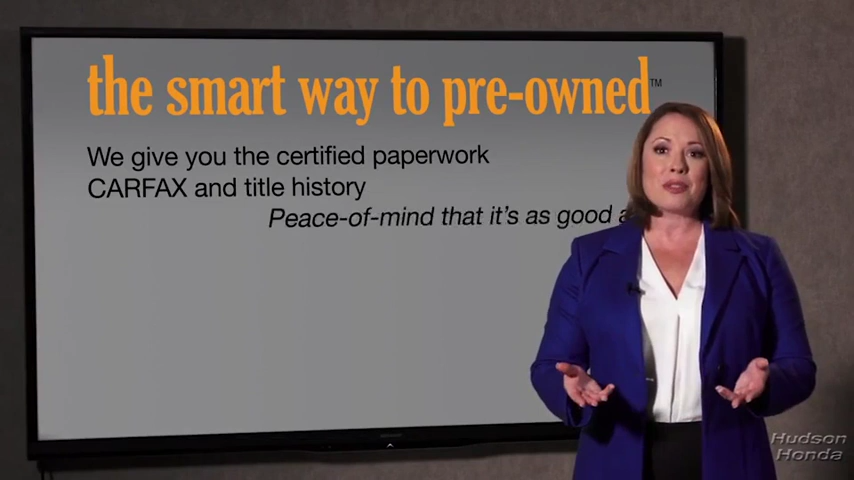 the smart way to pre-owned™
We give you the certified paperwork
CARFAX and title history
Peace-of-mind that it's as good a
Hudson
Honda